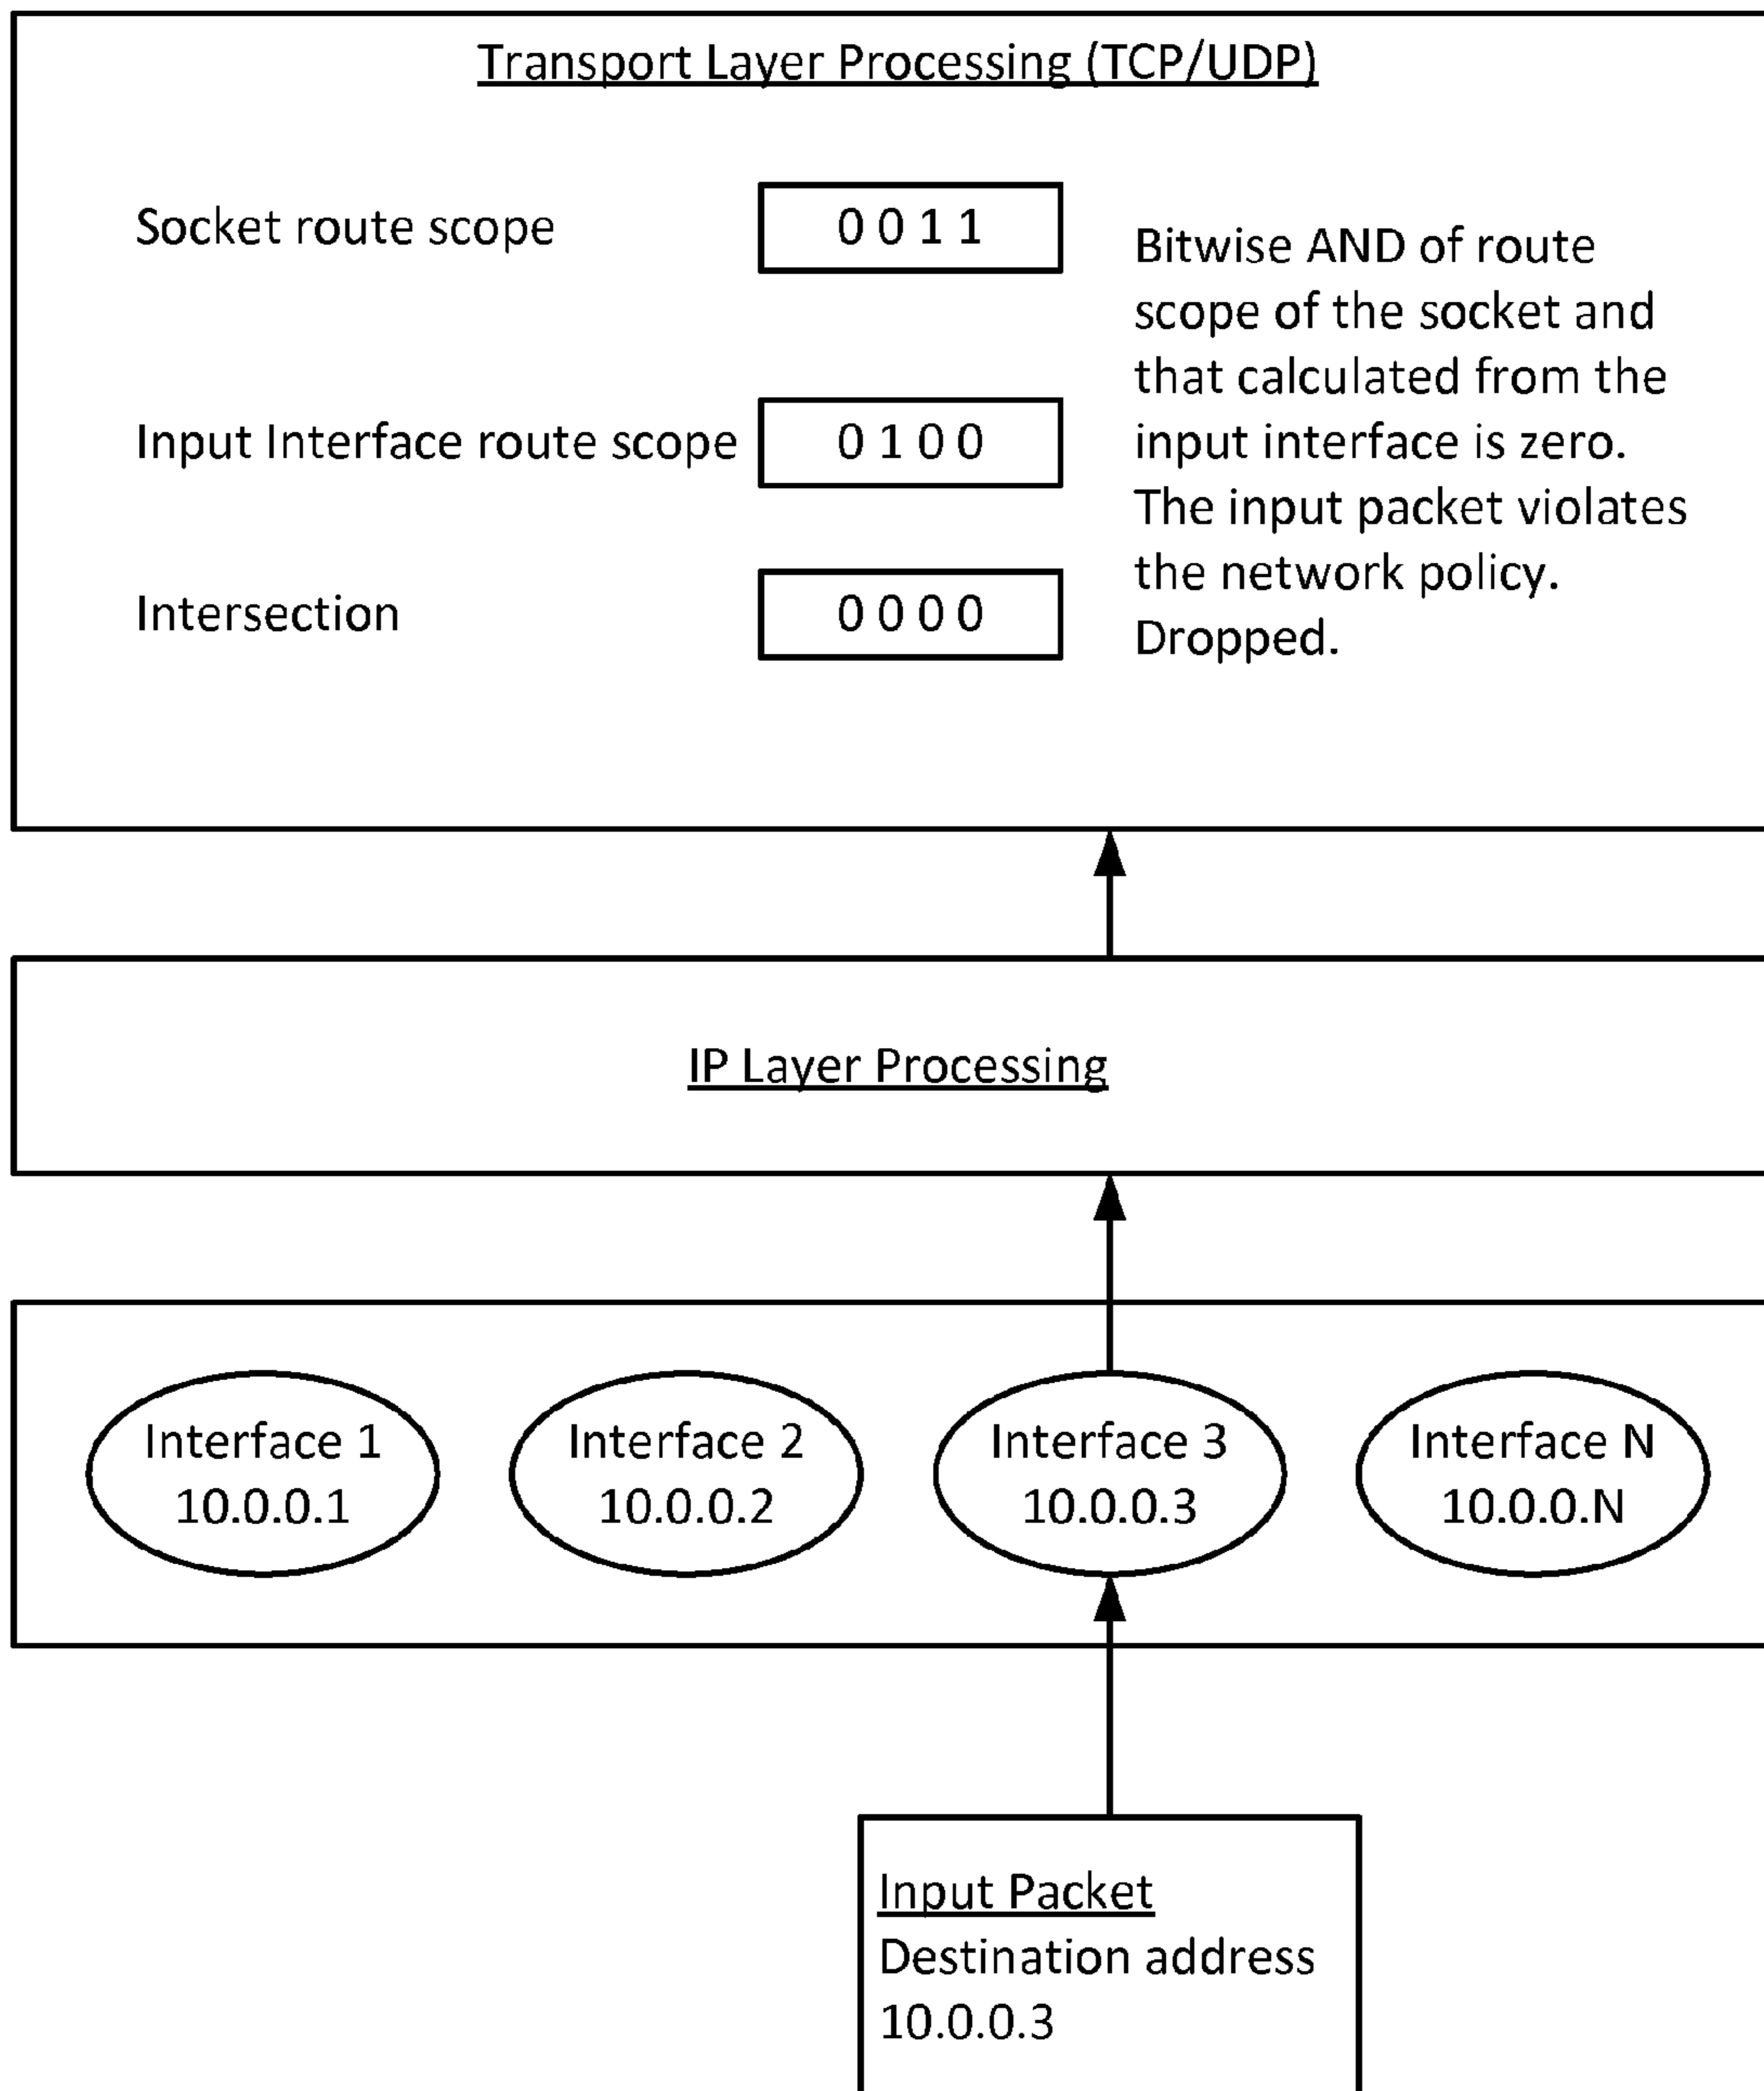 Transport Layer Processing (TCP/UDP)
Socket route scope
0 0 1 1
Input Interface route scope
0 1 0 0
Intersection
0 0 0 0
Bitwise AND of route
scope of the socket and
that calculated from the
input interface is zero.
The input packet violates
the network policy.
Dropped.
IP Layer Processing
Interface 1
10.0.0.1
Interface 2
10.0.0.2
Interface 3
10.0.0.3
Interface N
10.0.0.N
Input Packet
Destination address
10.0.0.3